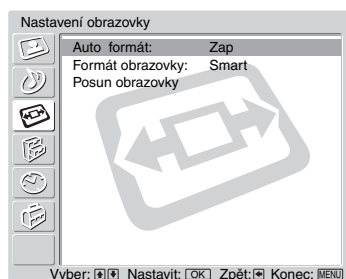 Nastavení obrazovky
Auto formát: Zap
Formát obrazovky: Smart
Posun obrazovky
Vyber: Nastavit: OK Zpět: Konec: MENU